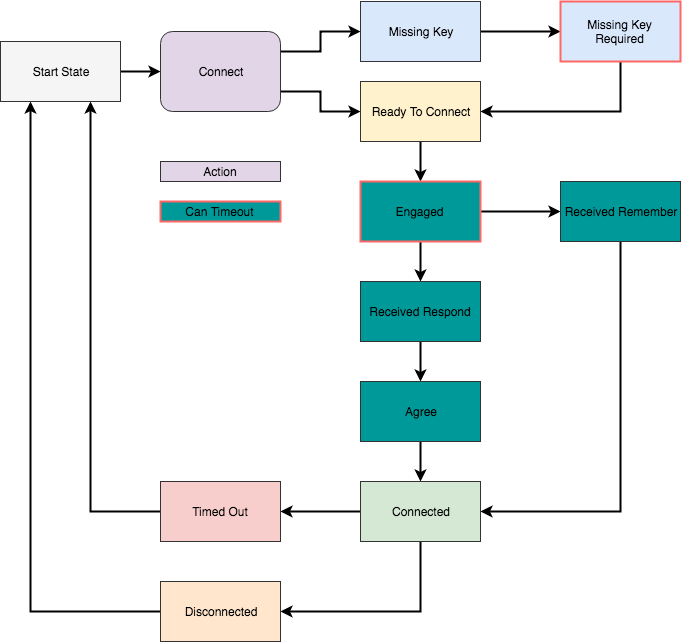 Missing Key
Missing Key
Required
Start State
Connect
Ready To Connect
Action
Can Timeout
Engaged
Received Remember
Received Respond
Agree
Timed Out
Connected
Disconnected